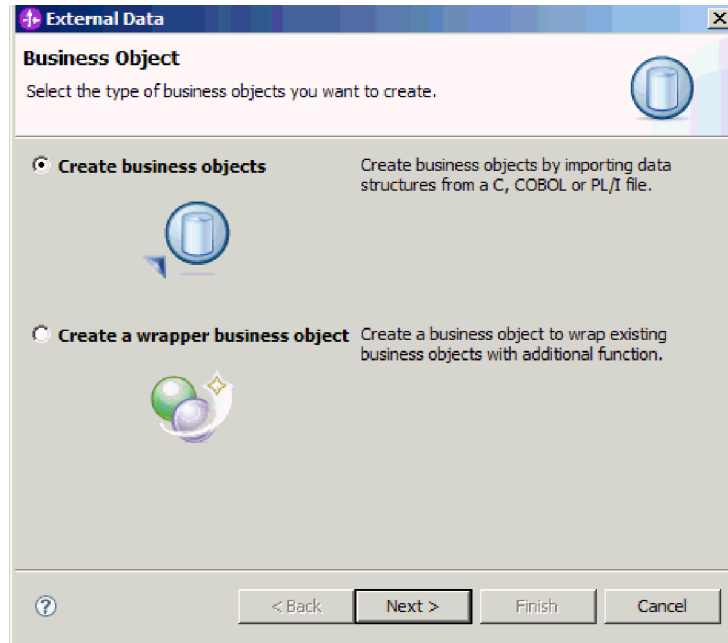 External Data
Business Object
Select the type of business objects you want to create.
Create business objects
Create business objects by importing data
structures from a C, COBOL or PL/I file.
Create a wrapper business object
Create a business object to wrap existing
business objects with additional function.
< Back
Next >
Finish
Cancel